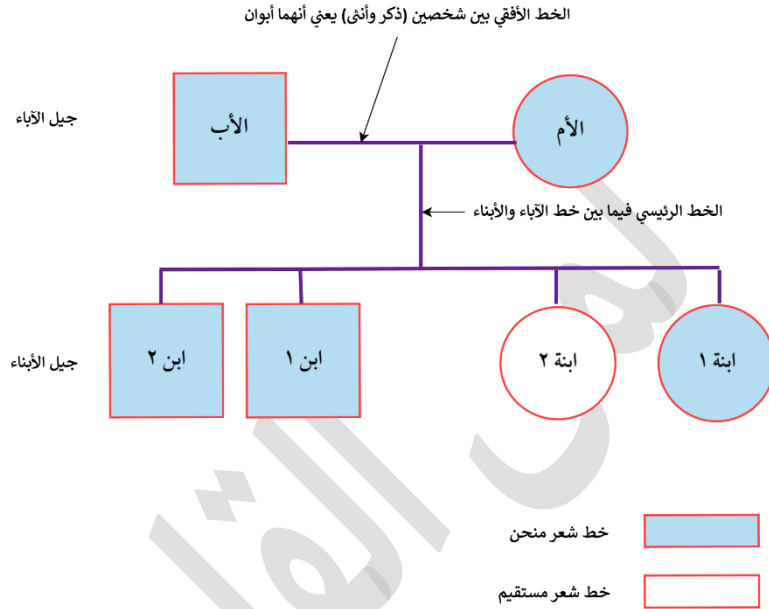 الخط الأفقي بين شخصين (ذكر وأنثى) يعني أنهما أبوان
جيل الآباء
الأم
الأب
الخط الرئيسي فيما بين خط الآباء والأبناء
جيل الأبناء
ابنة ١
ابنة ٢
ابن ١
ابن ٢
خط شعر منحن
خط شعر مستقيم